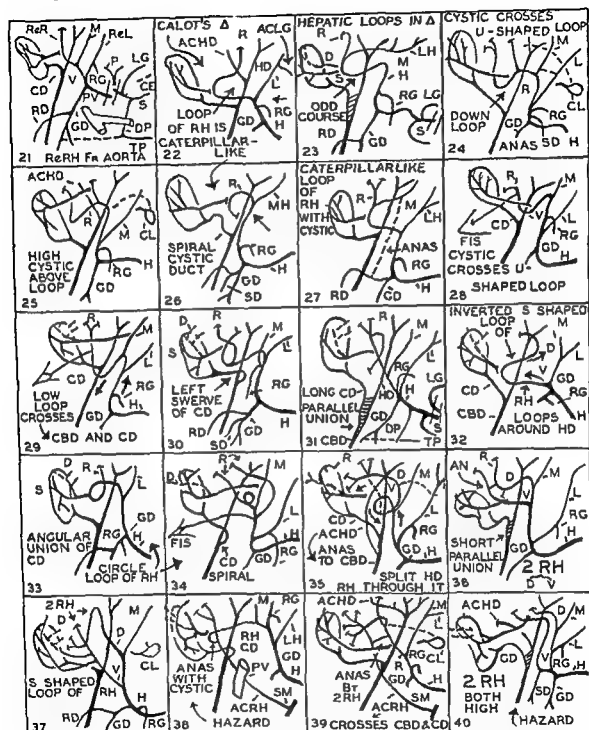 ReR M ReL
V RG P LG
CD PV CE S
RD GD DP
21 ReRH FR AORTA TP
CALOT'S Δ
ACHD R ACLG
HD L
LOOP OF RH IS CATERPILLAR-LIKE
RG
GD H
22
HEPATIC LOOPS IN Δ
R
D M LH
S H
ODD COURSE
RG LG
RD GD S
23
CYSTIC CROSSES U-SHAPED LOOP
M
L
R CL
DOWN LOOP
GD RG
24 ANAS SD H
ACHD
R
M CL
HIGH CYSTIC ABOVE LOOP
RG
H
25 GD
R
MH
SPIRAL CYSTIC DUCT
RG
H
GD
26 SD
CATERPILLARLIKE LOOP OF RH WITH CYSTIC
R M
LH
ANAS
RG
RD GD H
27
R M
CD V L
RG
FIS GD H
CYSTIC CROSSES U-SHAPED LOOP
28
R M
L
CD
LOW LOOP CROSSES CBD AND CD
RG
GD H
29
D R M
S L
LEFT SWERVE OF CD
RG
GD H
30 SD
R M
L
LONG CD PARALLEL UNION
HD H RG LG
GD DP S
31 CBD TP
INVERTED S SHAPED LOOP OF
M
D L
CD GD
RG
CBD RH H
32 LOOPS AROUND HD
D R M
S L
ANGULAR UNION OF CD
GD
RG H
CIRCLE LOOP OF RH
33
R M
D
L
FIS GD H
RG
CD SPIRAL
34
R D M
L
CD RG
ACHD GD
ANAS TO CBD H
SPLIT HD
35 RH THROUGH IT
AN R D M
V L
RG
GD H
SHORT PARALLEL UNION
2 RH
36 D V
2RH
D M
D L
S SHAPED LOOP OF
V CL
RH H
RD GD RG
37
M RG
RH LH
CD GD
ANAS WITH CYSTIC
PV H
ACRH SM
38 HAZARD
ACHD LM
L
RG CL
R GD H
ANAS BT 2RH
SM
ACRH
39 CROSSES CBD & CD
ACHD M
D L
GD V RG
H
2 RH BOTH HIGH
SD GD
40 HAZARD